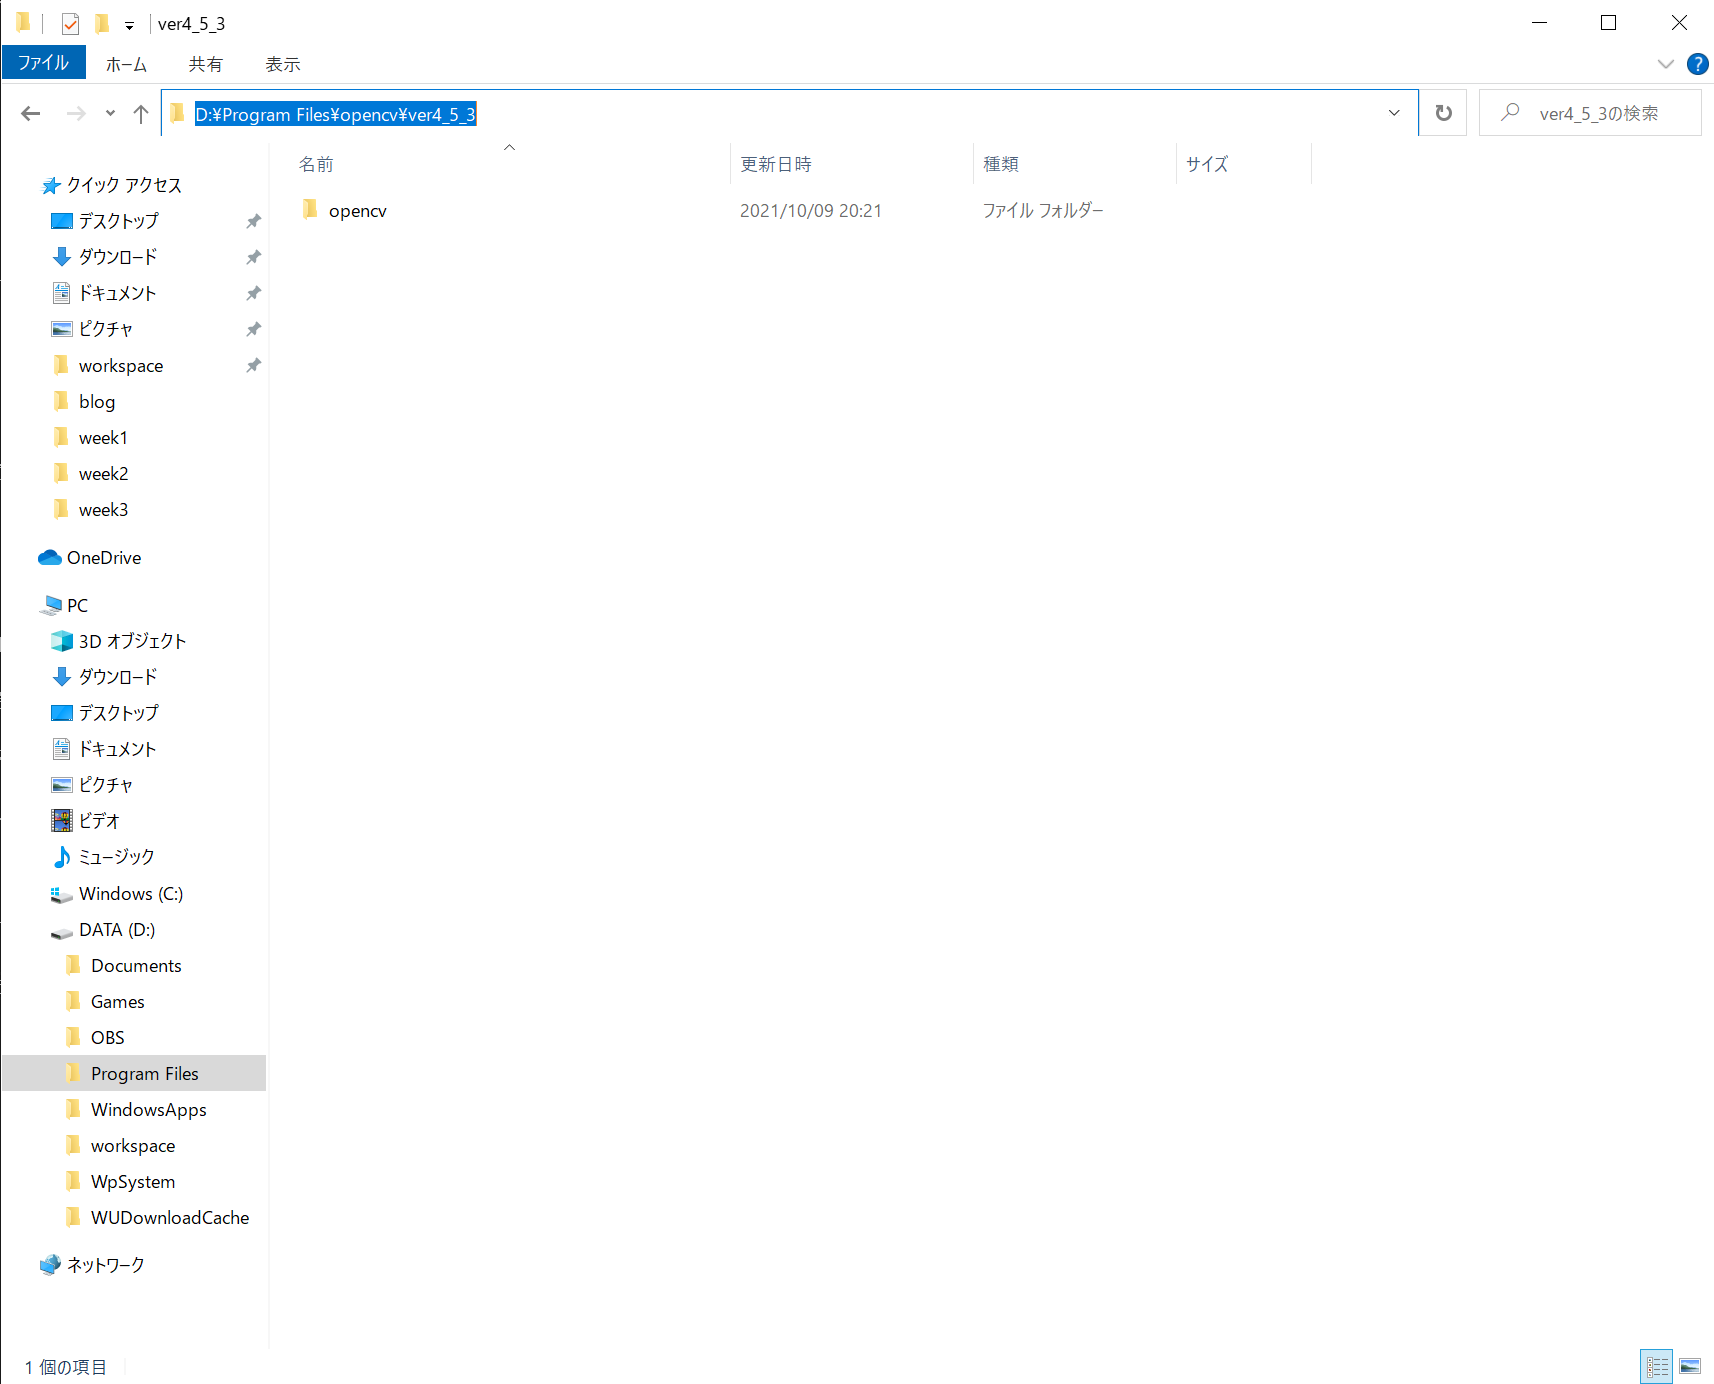 ver4_5_3
ファイル ホーム 共有 表示
D:¥Program Files¥opencv¥ver4_5_3
ver4_5_3の検索
名前 更新日時 種類 サイズ
opencv 2021/10/09 20:21 ファイル フォルダー
クイック アクセス
デスクトップ
ダウンロード
ドキュメント
ピクチャ
workspace
blog
week1
week2
week3
OneDrive
PC
3D オブジェクト
ダウンロード
デスクトップ
ドキュメント
ピクチャ
ビデオ
ミュージック
Windows (C:)
DATA (D:)
Documents
Games
OBS
Program Files
WindowsApps
workspace
WpSystem
WUDownloadCache
ネットワーク
1 個の項目